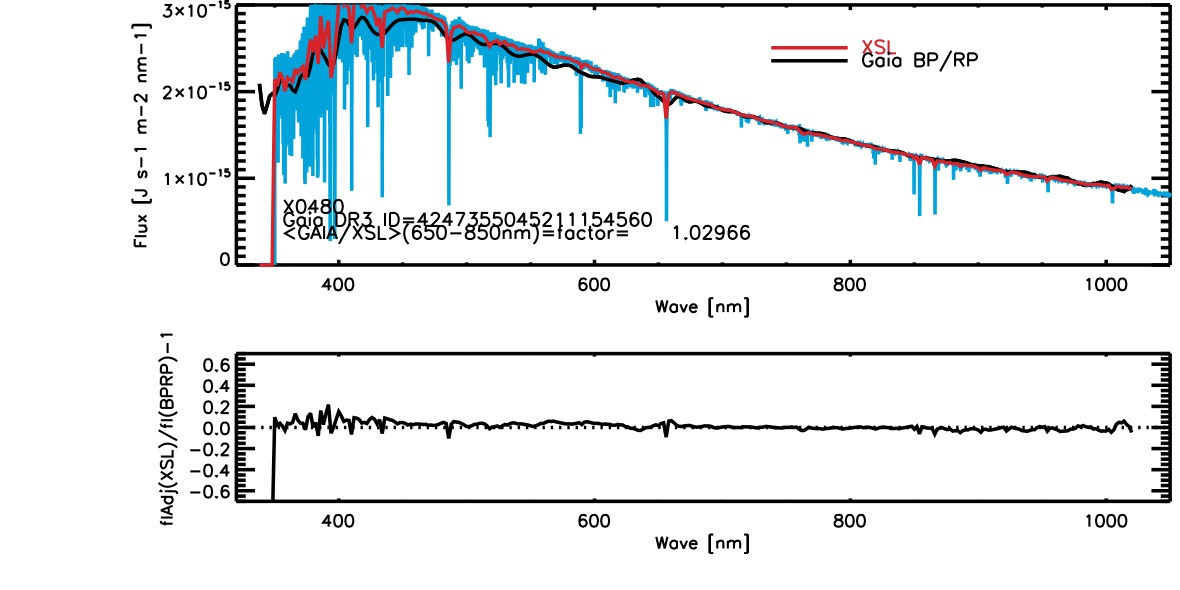 3×10−15
2×10−15
1×10−15
0
Flux [J s−1 m−2 nm−1]
XSL
Gaia BP/RP
X0480
Gaia DR3 ID=4247355045211154560
<GAIA/XSL>(650−850nm)=factor= 1.02966
400 600 800 1000
Wave [nm]
0.6
0.4
0.2
0.0
−0.2
−0.4
−0.6
flAdj(XSL)/fl(BPRP)−1
400 600 800 1000
Wave [nm]